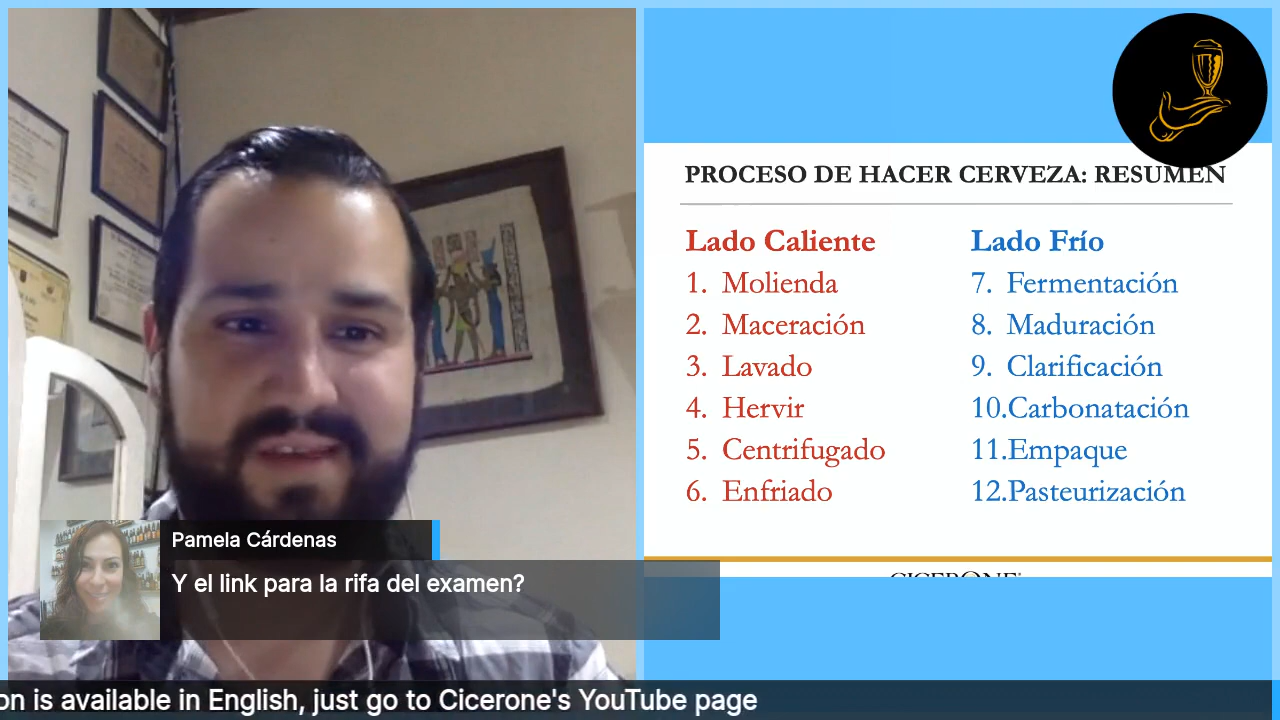 PROCESO DE HACER CERVEZA: RESUMEN
Lado Caliente
1. Molienda
2. Maceración
3. Lavado
4. Hervir
5. Centrifugado
6. Enfriado
Lado Frío
7. Fermentación
8. Maduración
9. Clarificación
10.Carbonatación
11.Empaque
12.Pasteurización
CICERONE
Pamela Cárdenas
Y el link para la rifa del examen?
on is available in English, just go to Cicerone's YouTube page